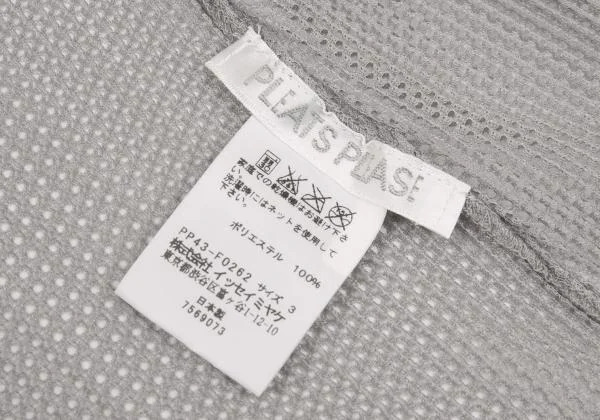 PLEATS PLEASE
家庭での乾燥機はお避け下さい。
洗濯時にはネットを使用して
下さい。
ポリエステル 100%
PP43-F0262 サイズ 3
株式会社 イッセイミヤケ
東京都渋谷区富ヶ谷1-12-10
日本製
7569073